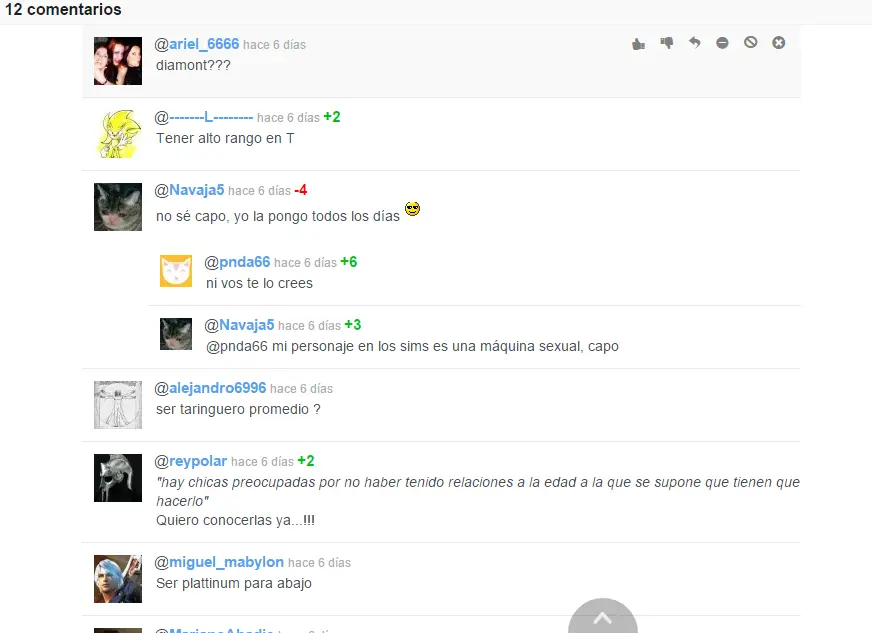 12 comentarios
@ariel_6666 hace 6 días
diamont???
@-------L-------- hace 6 días +2
Tener alto rango en T
@Navaja5 hace 6 días -4
no sé capo, yo la pongo todos los días
@pnda66 hace 6 días +6
ni vos te lo crees
@Navaja5 hace 6 días +3
@pnda66 mi personaje en los sims es una máquina sexual, capo
@alejandro6996 hace 6 días
ser taringuero promedio ?
@reypolar hace 6 días +2
"hay chicas preocupadas por no haber tenido relaciones a la edad a la que se supone que tienen que
hacerlo"
Quiero conocerlas ya...!!!
@miguel_mabylon hace 6 días
Ser plattinum para abajo